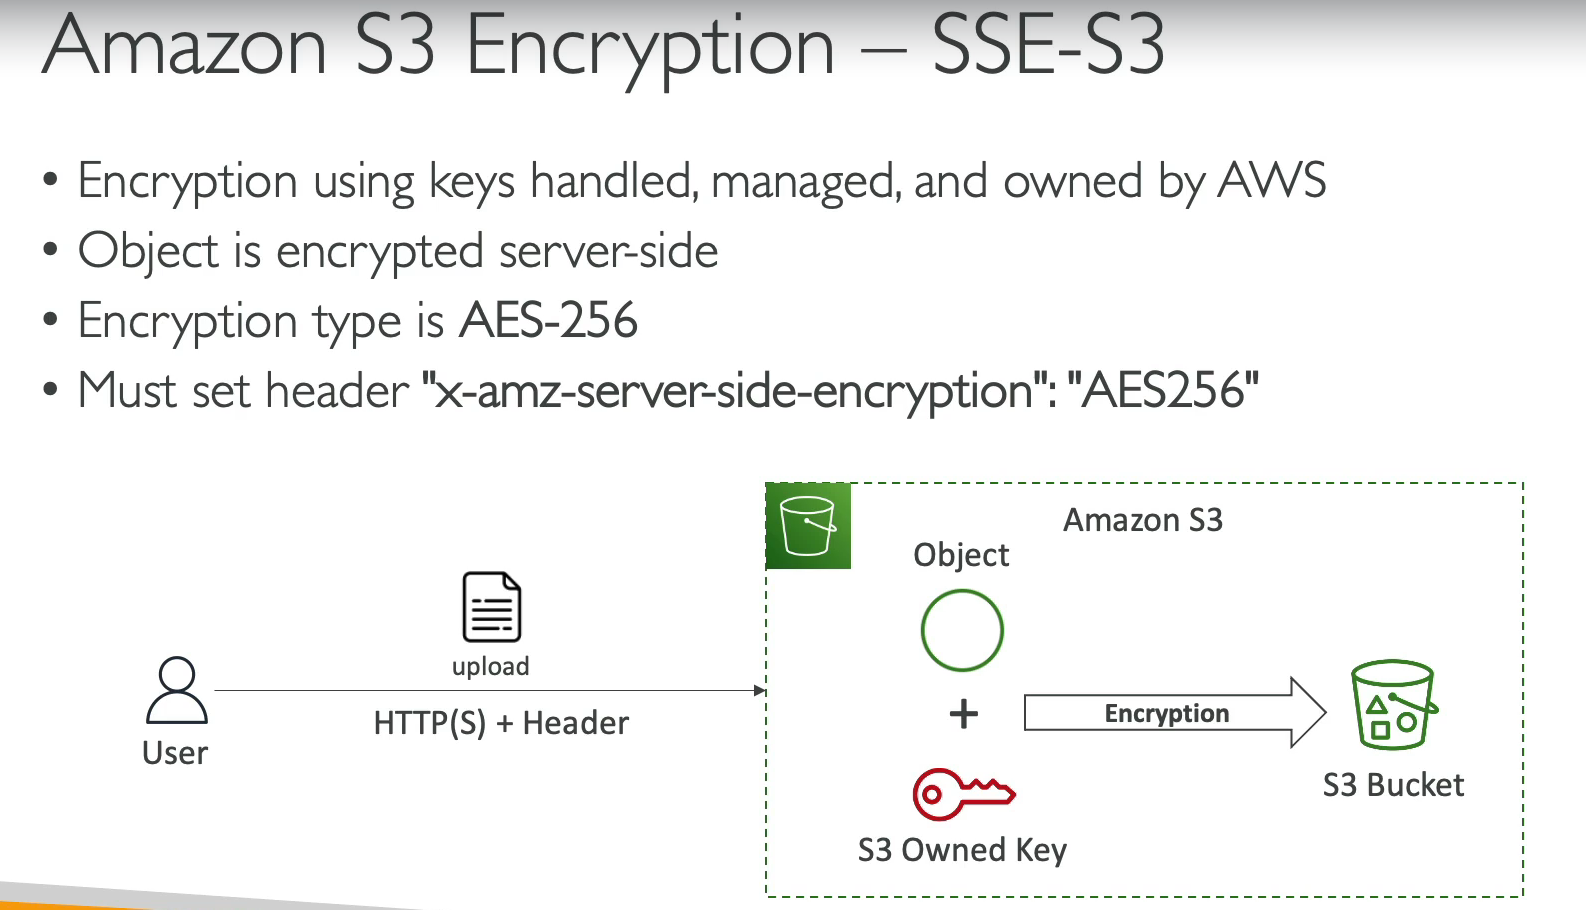 Amazon S3 Encryption – SSE-S3
• Encryption using keys handled, managed, and owned by AWS
• Object is encrypted server-side
• Encryption type is AES-256
• Must set header "x-amz-server-side-encryption": "AES256"
Amazon S3
Object
upload
HTTP(S) + Header
User
+
Encryption
S3 Bucket
S3 Owned Key